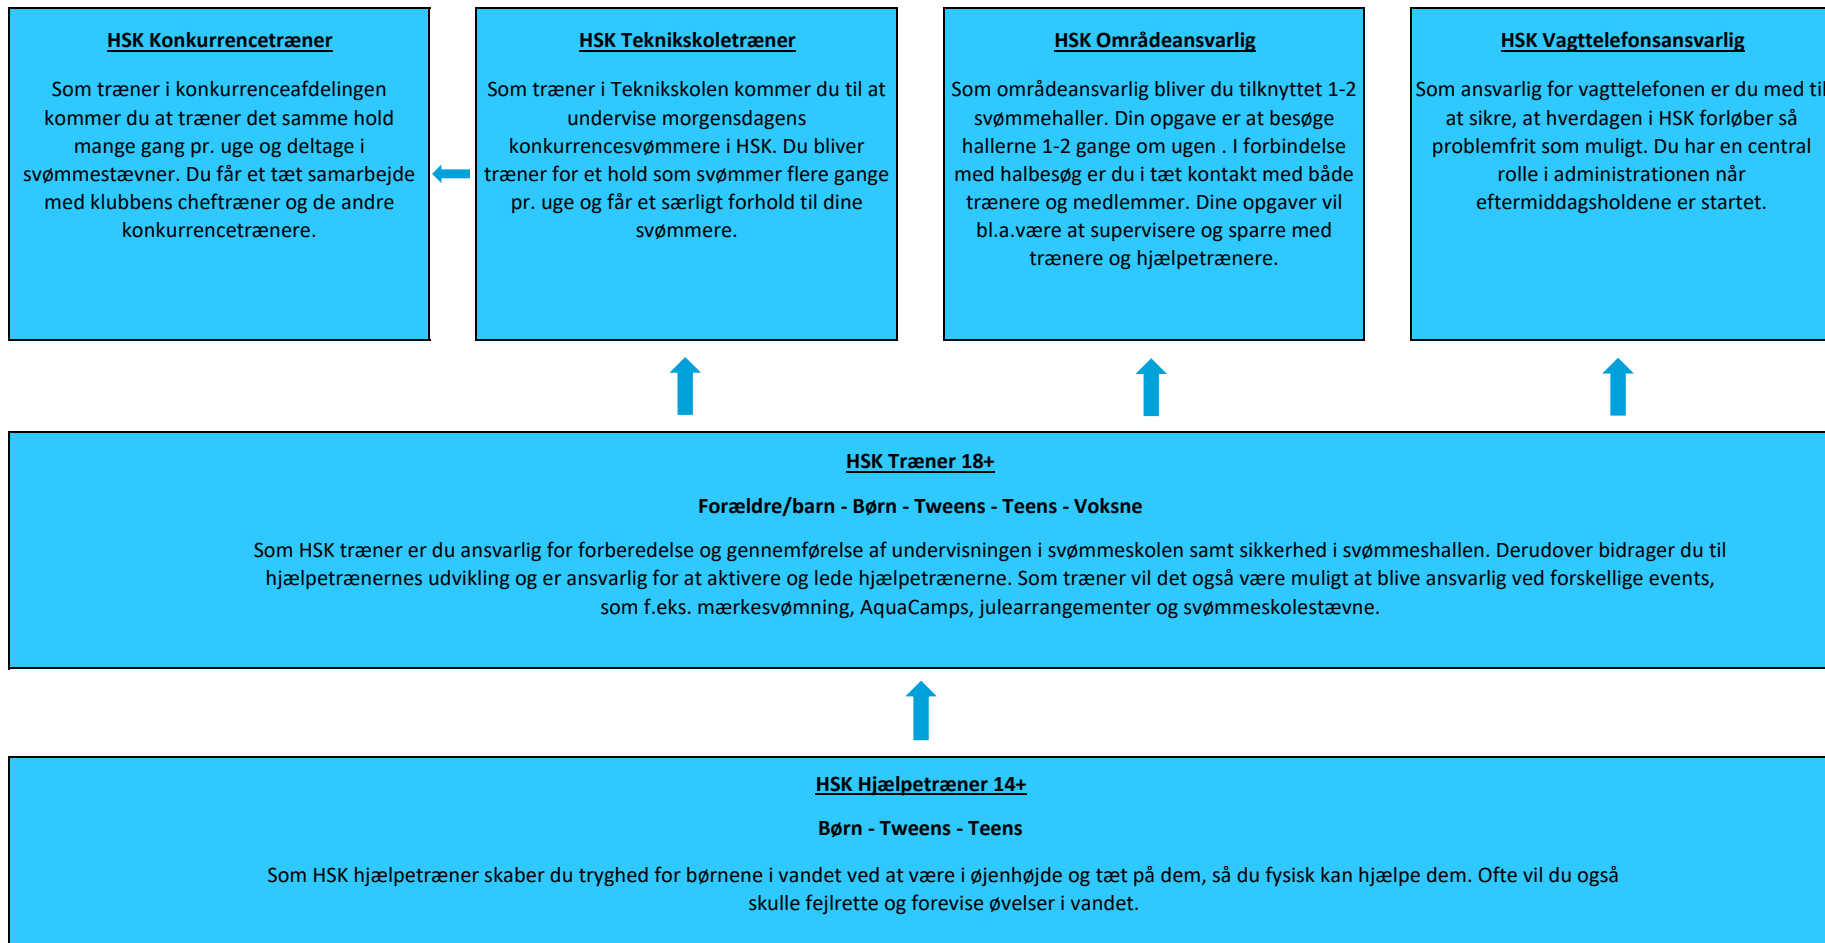 HSK Konkurrencetræner
Som træner i konkurrenceafdelingen
kommer du at træner det samme hold
mange gang pr. uge og deltage i
svømmestævner. Du får et tæt samarbejde
med klubbens cheftræner og de andre
konkurrencetrænere.
HSK Teknikskoletræner
Som træner i Teknikskolen kommer du til at
undervise morgensdagens
konkurrencesvømmere i HSK. Du bliver
træner for et hold som svømmer flere gange
pr. uge og får et særligt forhold til dine
svømmere.
HSK Områdeansvarlig
Som områdeansvarlig bliver du tilknyttet 1-2
svømmehaller. Din opgave er at besøge
hallerne 1-2 gange om ugen . I forbindelse
med halbesøg er du i tæt kontakt med både
trænere og medlemmer. Dine opgaver vil
bl.a.være at supervisere og sparre med
trænere og hjælpetrænere.
HSK Vagttelefonsansvarlig
Som ansvarlig for vagttelefonen er du med til
at sikre, at hverdagen i HSK forløber så
problemfrit som muligt. Du har en central
rolle i administrationen når
eftermiddagsholdene er startet.
HSK Træner 18+
Forældre/barn - Børn - Tweens - Teens - Voksne
Som HSK træner er du ansvarlig for forberedelse og gennemførelse af undervisningen i svømmeskolen samt sikkerhed i svømmeshallen. Derudover bidrager du til
hjælpetrænernes udvikling og er ansvarlig for at aktivere og lede hjælpetrænerne. Som træner vil det også være muligt at blive ansvarlig ved forskellige events,
som f.eks. mærkesvømning, AquaCamps, julearrangementer og svømmeskolestævne.
HSK Hjælpetræner 14+
Børn - Tweens - Teens
Som HSK hjælpetræner skaber du tryghed for børnene i vandet ved at være i øjenhøjde og tæt på dem, så du fysisk kan hjælpe dem. Ofte vil du også
skulle fejlrette og forevise øvelser i vandet.